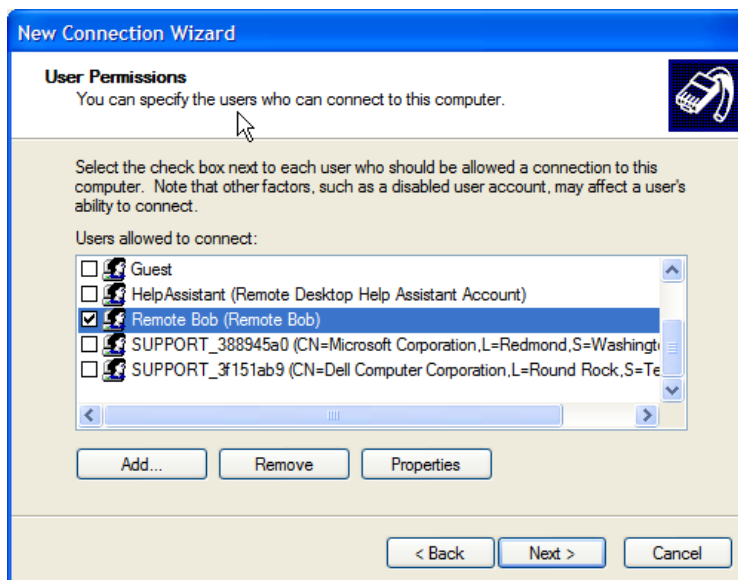 New Connection Wizard
User Permissions
You can specify the users who can connect to this computer.
Select the check box next to each user who should be allowed a connection to this
computer. Note that other factors, such as a disabled user account, may affect a user's
ability to connect.
Users allowed to connect:
Guest
HelpAssistant (Remote Desktop Help Assistant Account)
Remote Bob (Remote Bob)
SUPPORT_388945a0 (CN=Microsoft Corporation,L=Redmond,S=Washingt
SUPPORT_3f151ab9 (CN=Dell Computer Corporation,L=Round Rock,S=Te
Add... Remove Properties
< Back Next > Cancel